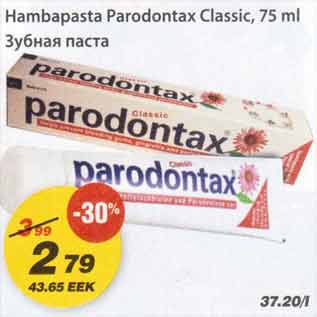 Hambapasta Parodontax Classic, 75 ml
Зубная паста
Classic
parodontax
Classic
parodontax
-30%
3 99
2 79
43.65 EEK
37.20/l